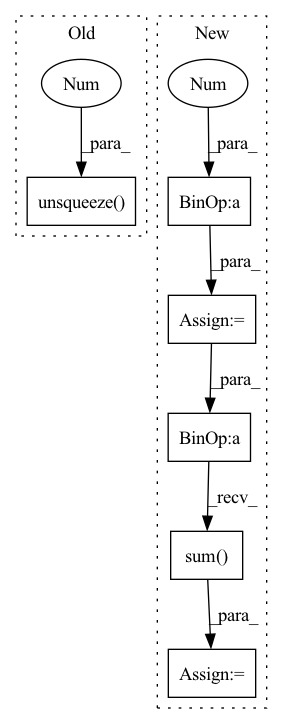 Old
New
Num
_para_
unsqueeze()
Num
_para_
BinOp:a
_para_
Assign:=
_para_
BinOp:a
_recv_
sum()
_para_
Assign:=